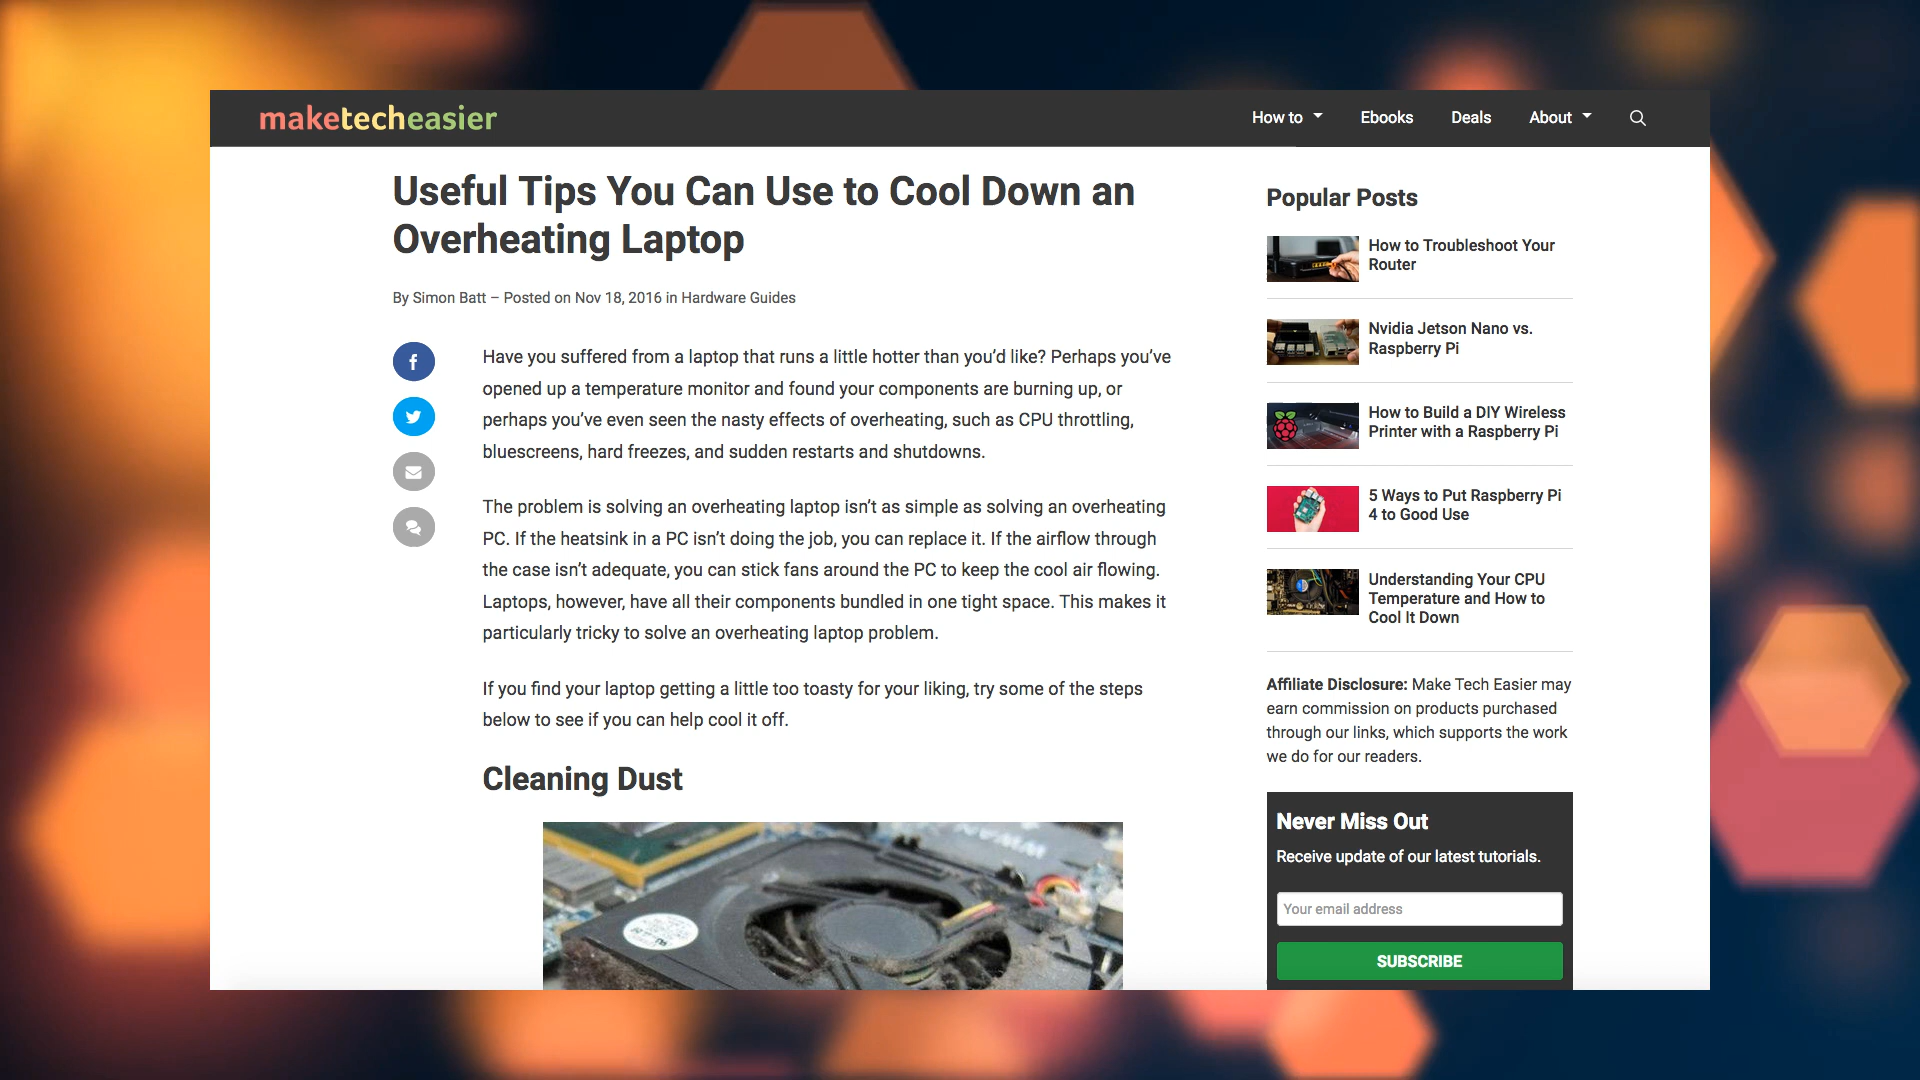 maketecheasier
How to
Ebooks
Deals
About
Useful Tips You Can Use to Cool Down an
Overheating Laptop
By Simon Batt – Posted on Nov 18, 2016 in Hardware Guides
Have you suffered from a laptop that runs a little hotter than you’d like? Perhaps you’ve
opened up a temperature monitor and found your components are burning up, or
perhaps you’ve even seen the nasty effects of overheating, such as CPU throttling,
bluescreens, hard freezes, and sudden restarts and shutdowns.
The problem is solving an overheating laptop isn’t as simple as solving an overheating
PC. If the heatsink in a PC isn’t doing the job, you can replace it. If the airflow through
the case isn’t adequate, you can stick fans around the PC to keep the cool air flowing.
Laptops, however, have all their components bundled in one tight space. This makes it
particularly tricky to solve an overheating laptop problem.
If you find your laptop getting a little too toasty for your liking, try some of the steps
below to see if you can help cool it off.
Cleaning Dust
Popular Posts
How to Troubleshoot Your
Router
Nvidia Jetson Nano vs.
Raspberry Pi
How to Build a DIY Wireless
Printer with a Raspberry Pi
5 Ways to Put Raspberry Pi
4 to Good Use
Understanding Your CPU
Temperature and How to
Cool It Down
Affiliate Disclosure: Make Tech Easier may
earn commission on products purchased
through our links, which supports the work
we do for our readers.
Never Miss Out
Receive update of our latest tutorials.
Your email address
SUBSCRIBE